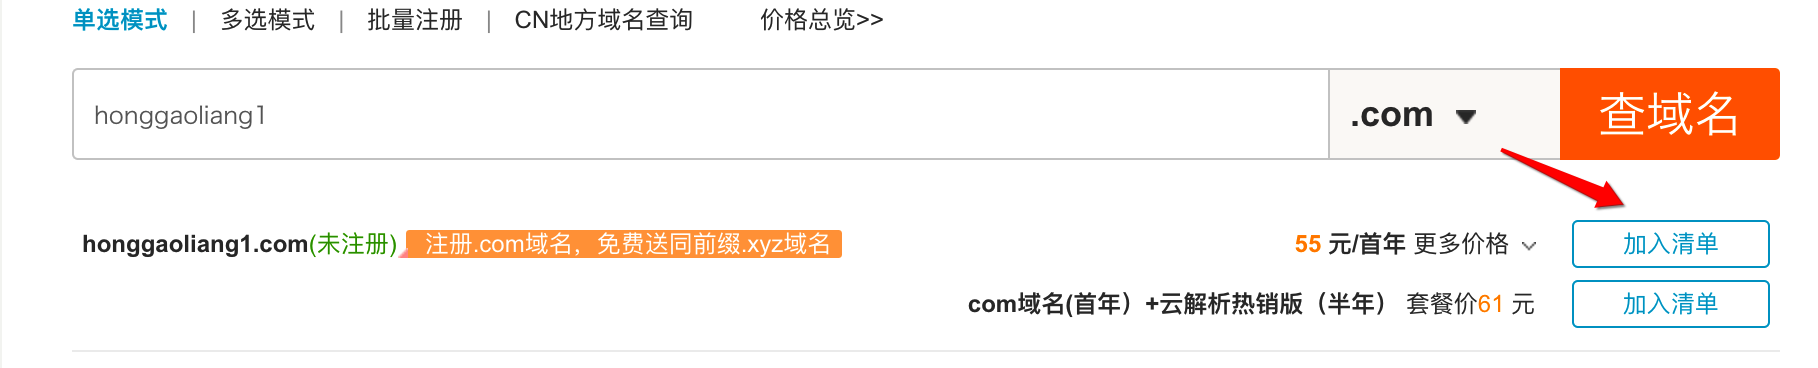 单选模式 | 多选模式 | 批量注册 | CN地方域名查询 价格总览>>
honggaoliang1 .com 查域名
honggaoliang1.com(未注册) 注册.com域名，免费送同前缀.xyz域名 55 元/首年 更多价格 加入清单
com域名(首年）+云解析热销版（半年） 套餐价61 元 加入清单